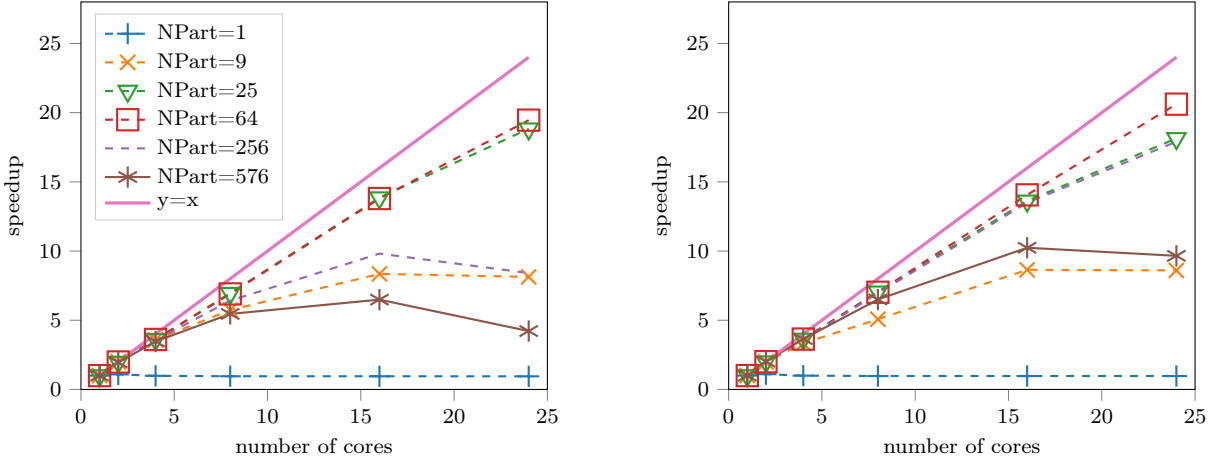 25
20
15
10
5
0
speedup
NPart=1
NPart=9
NPart=25
NPart=64
NPart=256
NPart=576
y=x
0 5 10 15 20 25
number of cores
25
20
15
10
5
0
speedup
0 5 10 15 20 25
number of cores